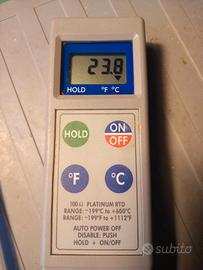 23.8
HOLD °F °C
HOLD
ON
OFF
°F
°C
100Ω PLATINUM RTD
RANGE: -199°C to +600°C
RANGE: -199°F to +1112°F
AUTO POWER OFF
DISABLE: PUSH
HOLD + ON/OFF
subito